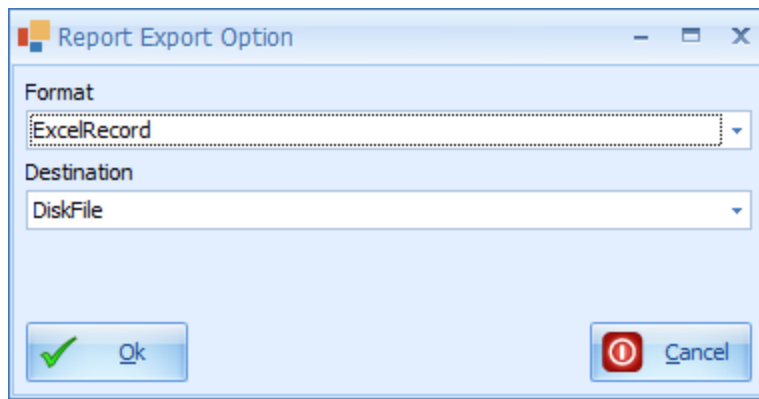 Report Export Option
Format
ExcelRecord
Destination
DiskFile
Ok
Cancel